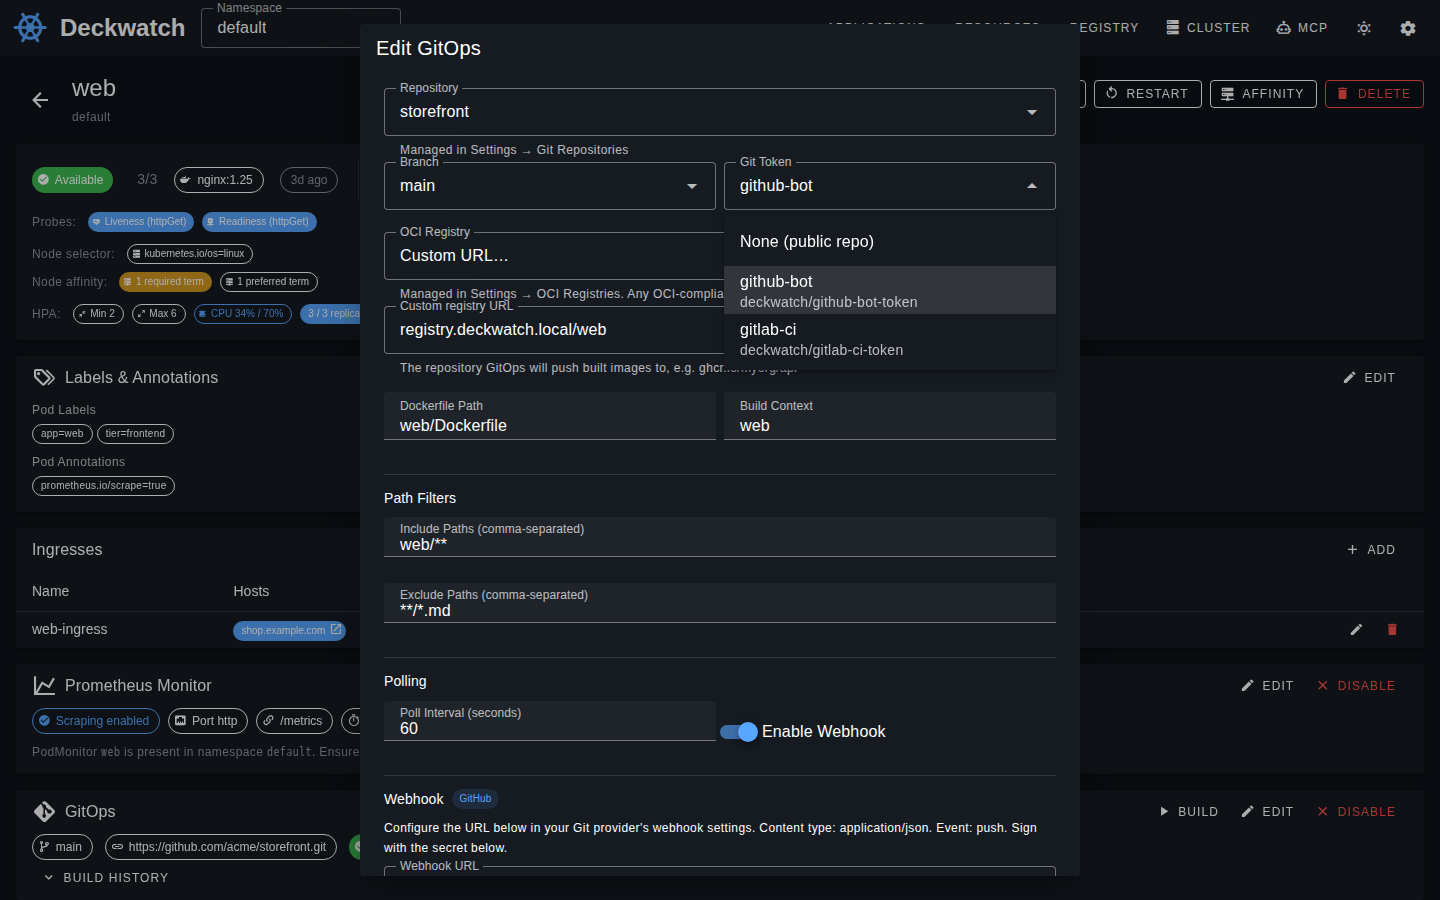 Deckwatch
Namespace
default
REGISTRY
CLUSTER
MCP
web
default
RESTART
AFFINITY
DELETE
Available
3/3
nginx:1.25
3d ago
Probes:
Liveness (httpGet)
Readiness (httpGet)
Node selector:
kubernetes.io/os=linux
Node affinity:
1 required term
1 preferred term
HPA:
Min 2
Max 6
CPU 34% / 70%
3 / 3 replica
Labels & Annotations
EDIT
Pod Labels
app=web
tier=frontend
Pod Annotations
prometheus.io/scrape=true
Ingresses
ADD
Name
Hosts
web-ingress
shop.example.com
Prometheus Monitor
EDIT
DISABLE
Scraping enabled
Port http
/metrics
PodMonitor web is present in namespace default. Ensure
GitOps
BUILD
EDIT
DISABLE
main
https://github.com/acme/storefront.git
BUILD HISTORY
Edit GitOps
Repository
storefront
Managed in Settings → Git Repositories
Branch
main
Git Token
github-bot
None (public repo)
github-bot
deckwatch/github-bot-token
gitlab-ci
deckwatch/gitlab-ci-token
OCI Registry
Custom URL…
Managed in Settings → OCI Registries. Any OCI-complia
Custom registry URL
registry.deckwatch.local/web
The repository GitOps will push built images to, e.g.
Dockerfile Path
web/Dockerfile
Build Context
web
Path Filters
Include Paths (comma-separated)
web/**
Exclude Paths (comma-separated)
**/*.md
Polling
Poll Interval (seconds)
60
Enable Webhook
Webhook
GitHub
Configure the URL below in your Git provider's webhook settings. Content type: application/json. Event: push. Sign
with the secret below.
Webhook URL